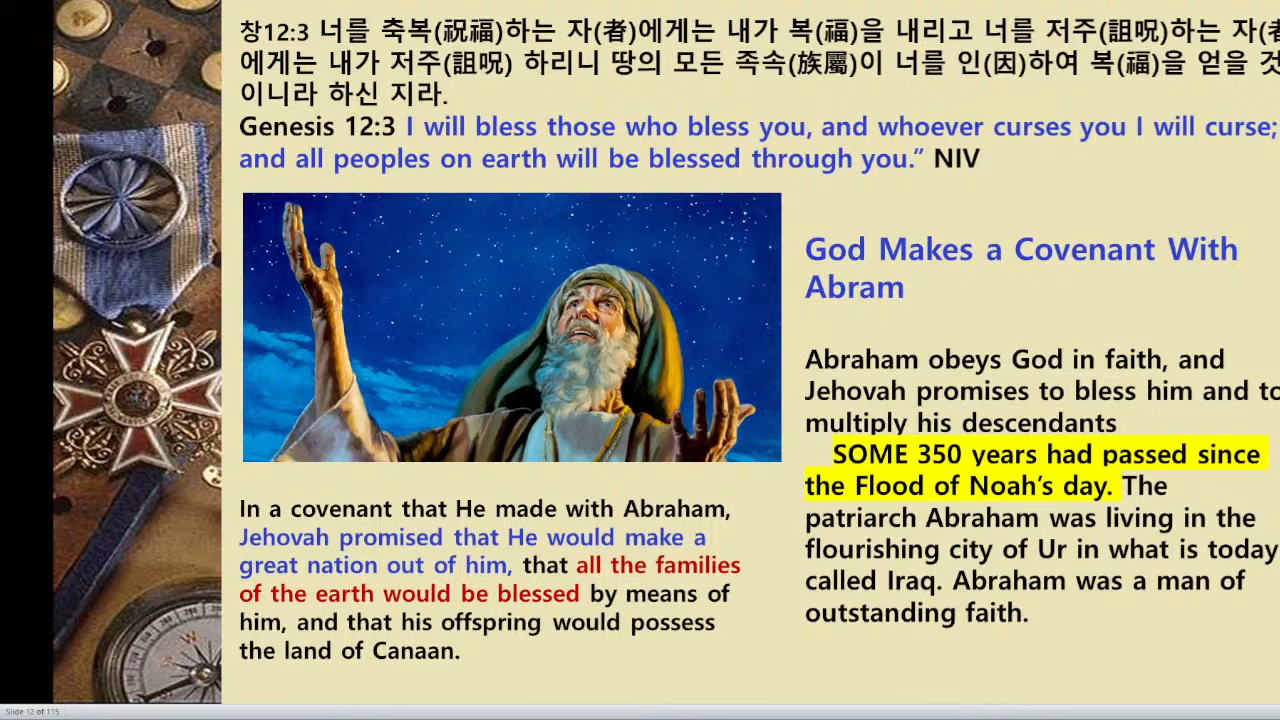 창12:3 너를 축복(祝福)하는 자(者)에게는 내가 복(福)을 내리고 너를 저주(詛呪)하는 자(者
에게는 내가 저주(詛呪) 하리니 땅의 모든 족속(族屬)이 너를 인(因)하여 복(福)을 얻을 것
이니라 하신 지라.
Genesis 12:3 I will bless those who bless you, and whoever curses you I will curse;
and all peoples on earth will be blessed through you.” NIV
God Makes a Covenant With
Abram
Abraham obeys God in faith, and
Jehovah promises to bless him and to
multiply his descendants
SOME 350 years had passed since
the Flood of Noah’s day. The
patriarch Abraham was living in the
flourishing city of Ur in what is today
called Iraq. Abraham was a man of
outstanding faith.
In a covenant that He made with Abraham,
Jehovah promised that He would make a
great nation out of him, that all the families
of the earth would be blessed by means of
him, and that his offspring would possess
the land of Canaan.
Slide 12 of 115